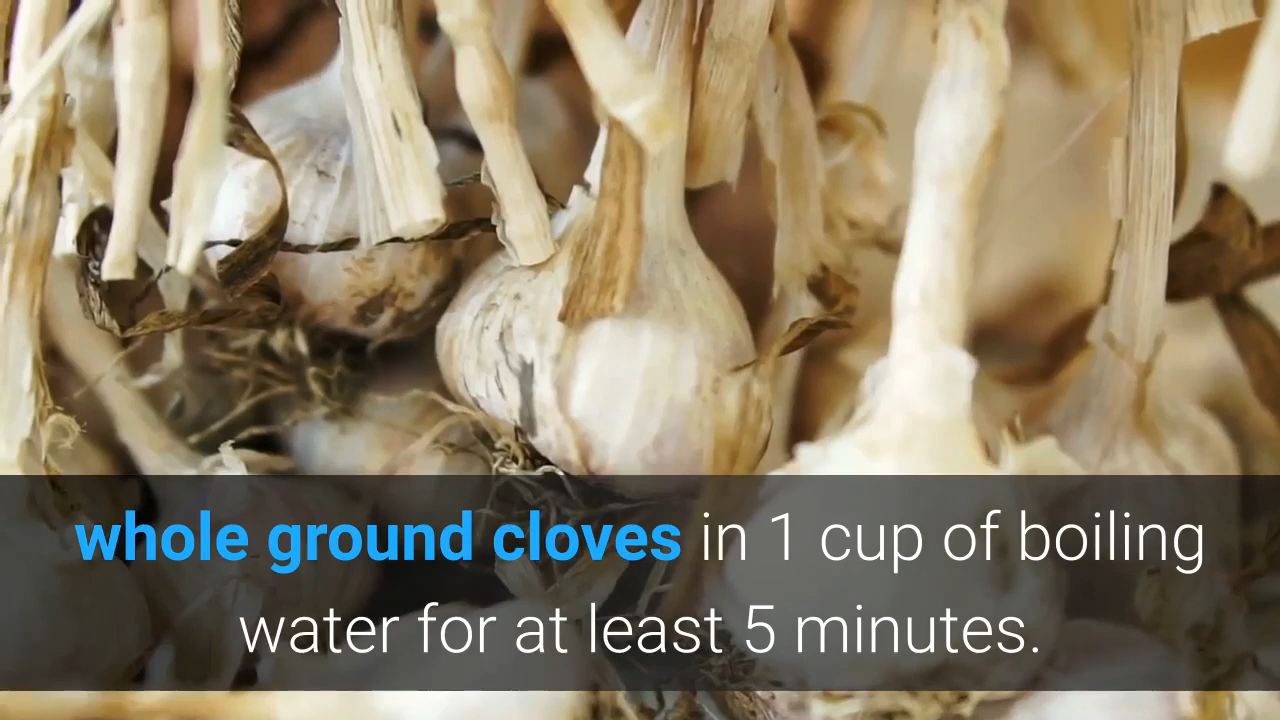 whole ground cloves in 1 cup of boiling
water for at least 5 minutes.